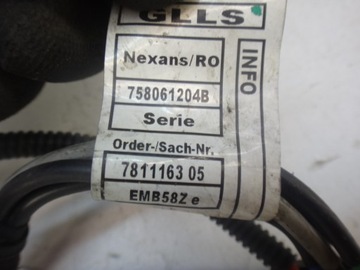 GLLS
Nexans/RO
758061204B
Serie
Order-/Sach-Nr.
7811163 05
EMB58Z e
INFO